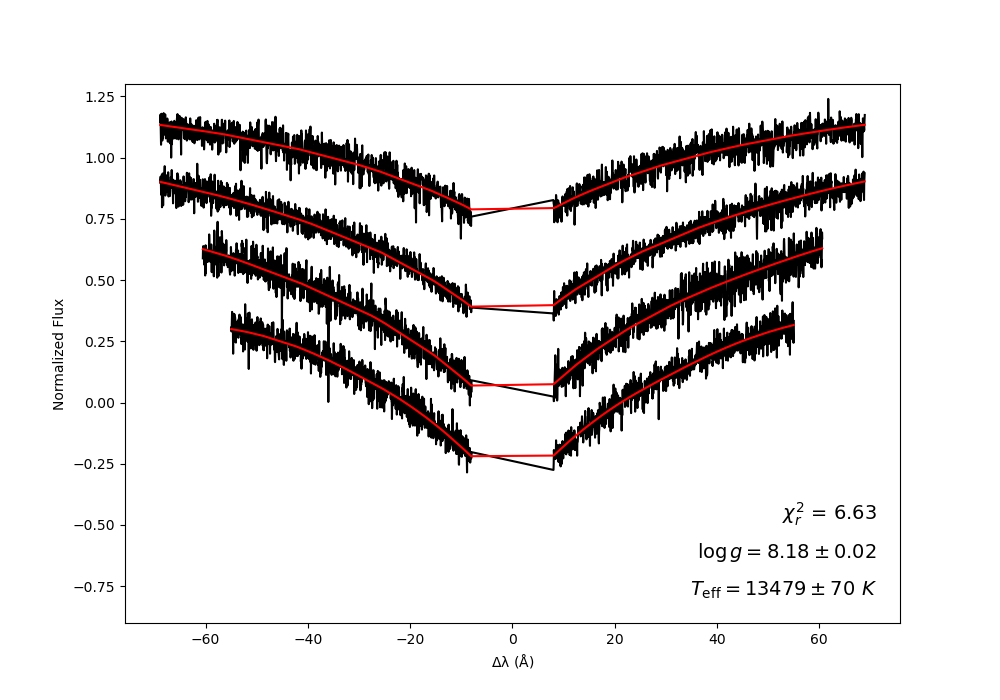 1.25
1.00
0.75
0.50
0.25
0.00
−0.25
−0.50
−0.75
Normalized Flux
χ²ᵣ = 6.63
log g = 8.18 ± 0.02
T_eff = 13479 ± 70 K
−60 −40 −20 0 20 40 60
Δλ (Å)